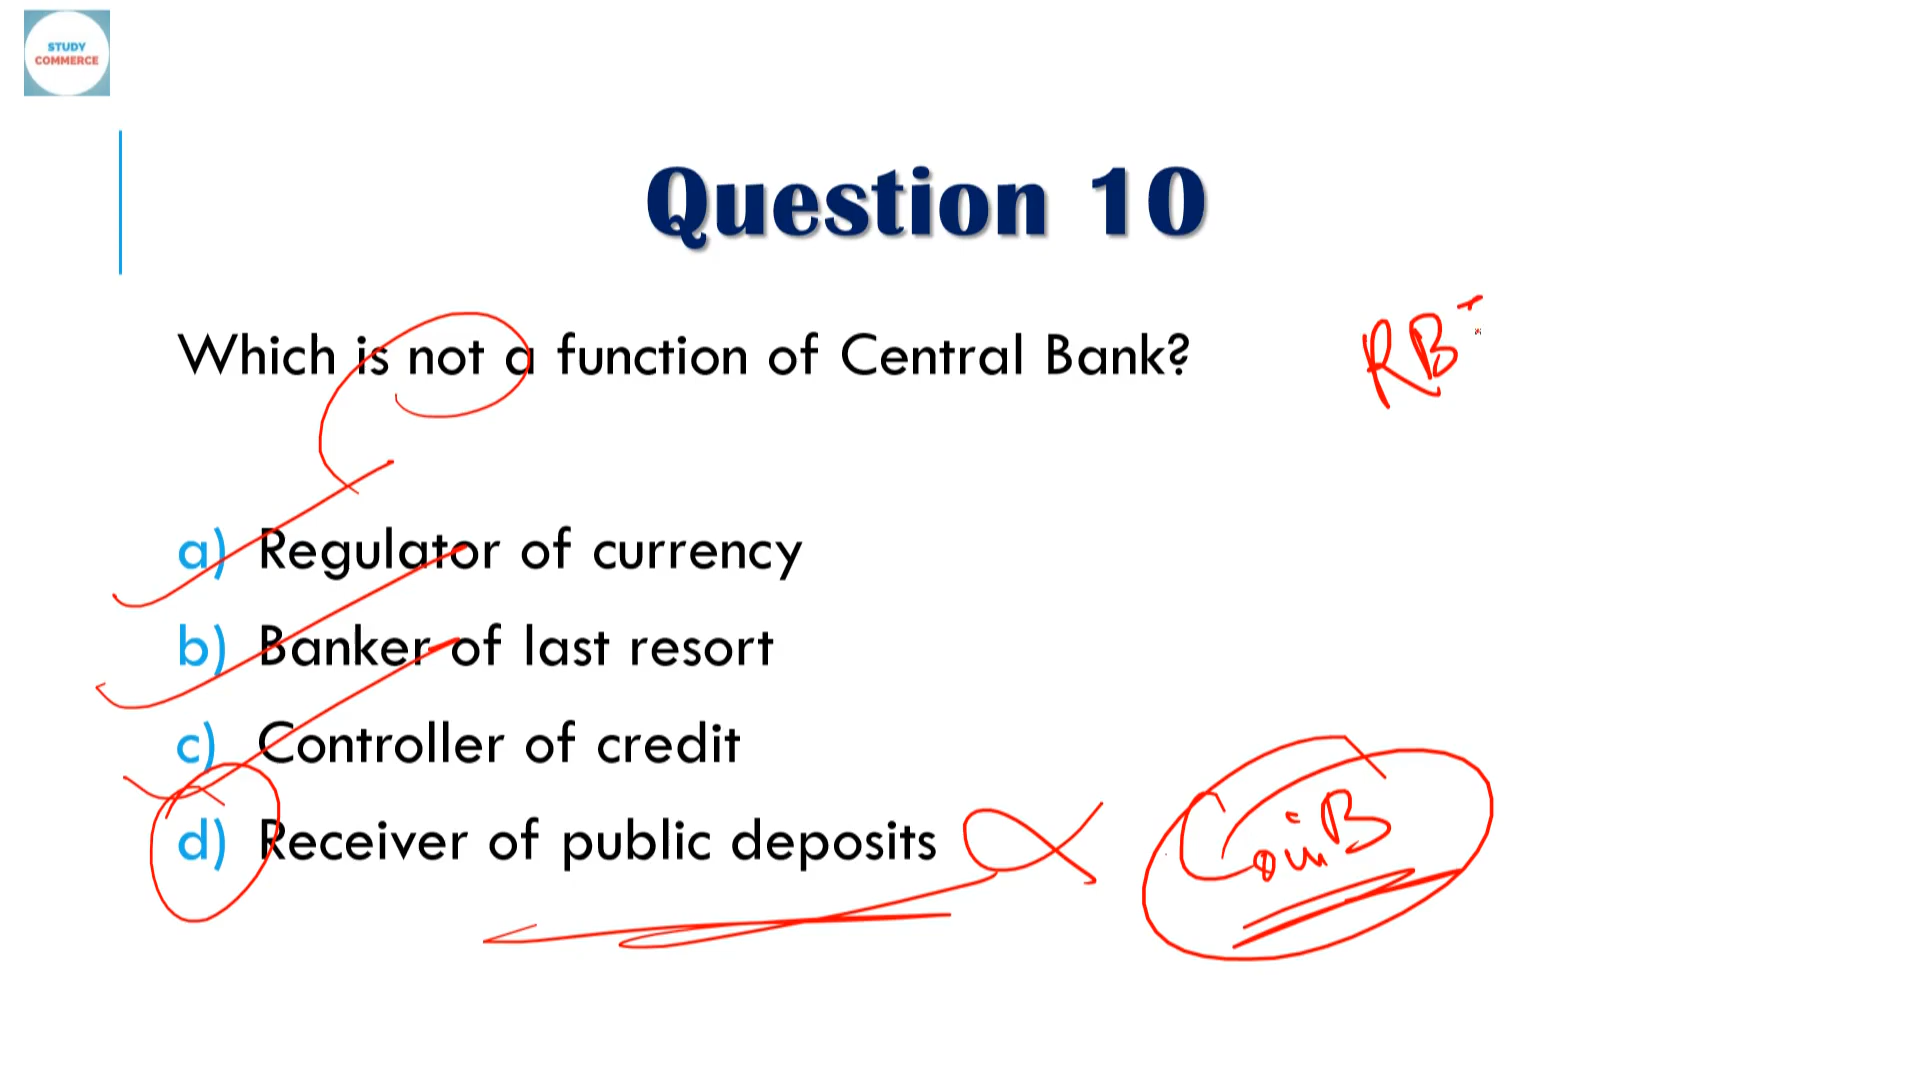 STUDY
COMMERCE
Question 10
Which is not a function of Central Bank?
RBI
a) Regulator of currency
b) Banker of last resort
c) Controller of credit
d) Receiver of public deposits